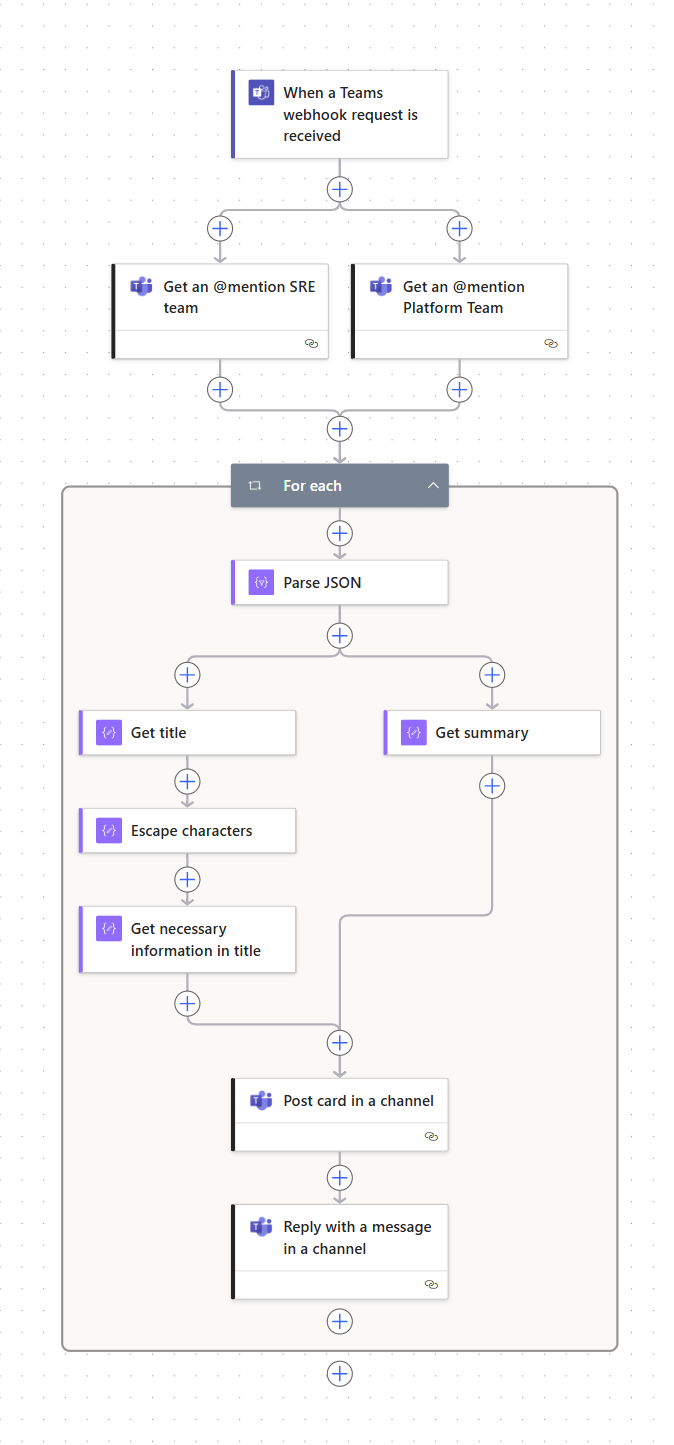 When a Teams
webhook request is
received
Get an @mention SRE
team
Get an @mention
Platform Team
For each
Parse JSON
Get title
Get summary
Escape characters
Get necessary
information in title
Post card in a channel
Reply with a message
in a channel